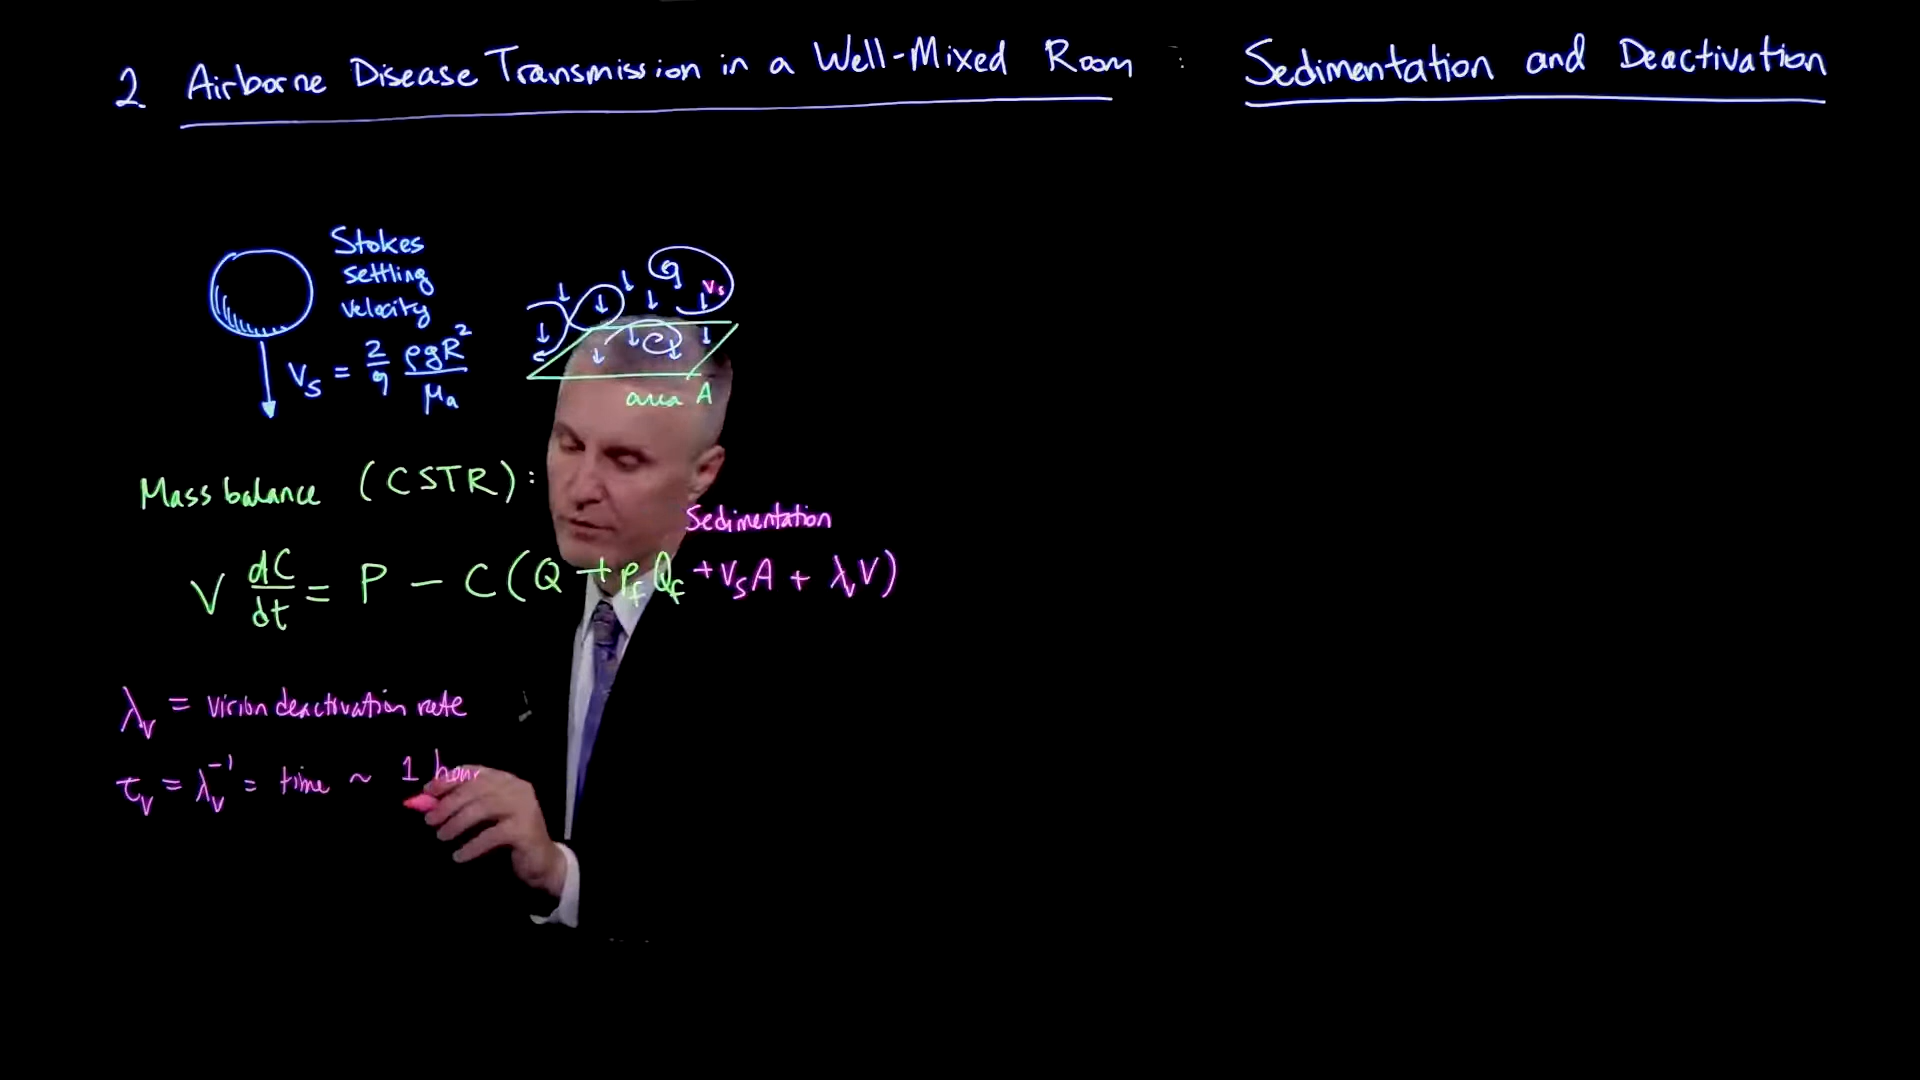 2 Airborne Disease Transmission in a Well-Mixed Room : Sedimentation and Deactivation
Stokes
settling
velocity
v_s = 2/9 ρgR²/μ_a
v_s
area A
Mass balance (CSTR):
Sedimentation
V dC/dt = P - C(Q + p_f Q_f + v_s A + λ_v V)
λ_v = virion deactivation rate
τ_v = λ_v⁻¹ = time ~ 1 hour